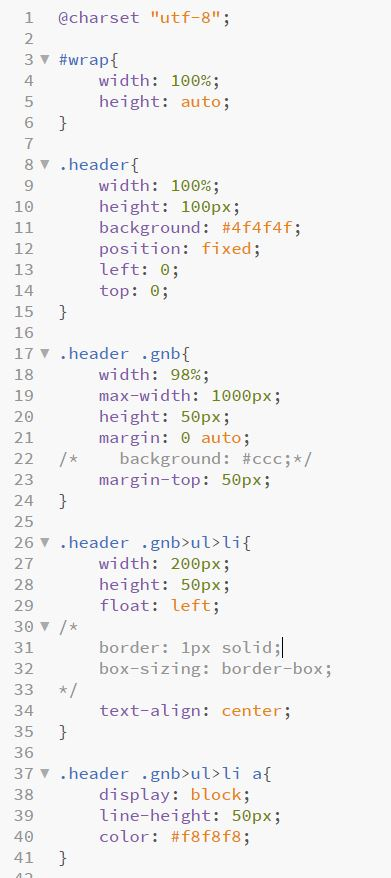 1 @charset "utf-8";
2
3 ▼ #wrap{
4     width: 100%;
5     height: auto;
6 }
7
8 ▼ .header{
9     width: 100%;
10     height: 100px;
11     background: #4f4f4f;
12     position: fixed;
13     left: 0;
14     top: 0;
15 }
16
17 ▼ .header .gnb{
18     width: 98%;
19     max-width: 1000px;
20     height: 50px;
21     margin: 0 auto;
22 /*    background: #ccc;*/
23     margin-top: 50px;
24 }
25
26 ▼ .header .gnb>ul>li{
27     width: 200px;
28     height: 50px;
29     float: left;
30 ▼ /*
31     border: 1px solid;
32     box-sizing: border-box;
33 */
34     text-align: center;
35 }
36
37 ▼ .header .gnb>ul>li a{
38     display: block;
39     line-height: 50px;
40     color: #f8f8f8;
41 }